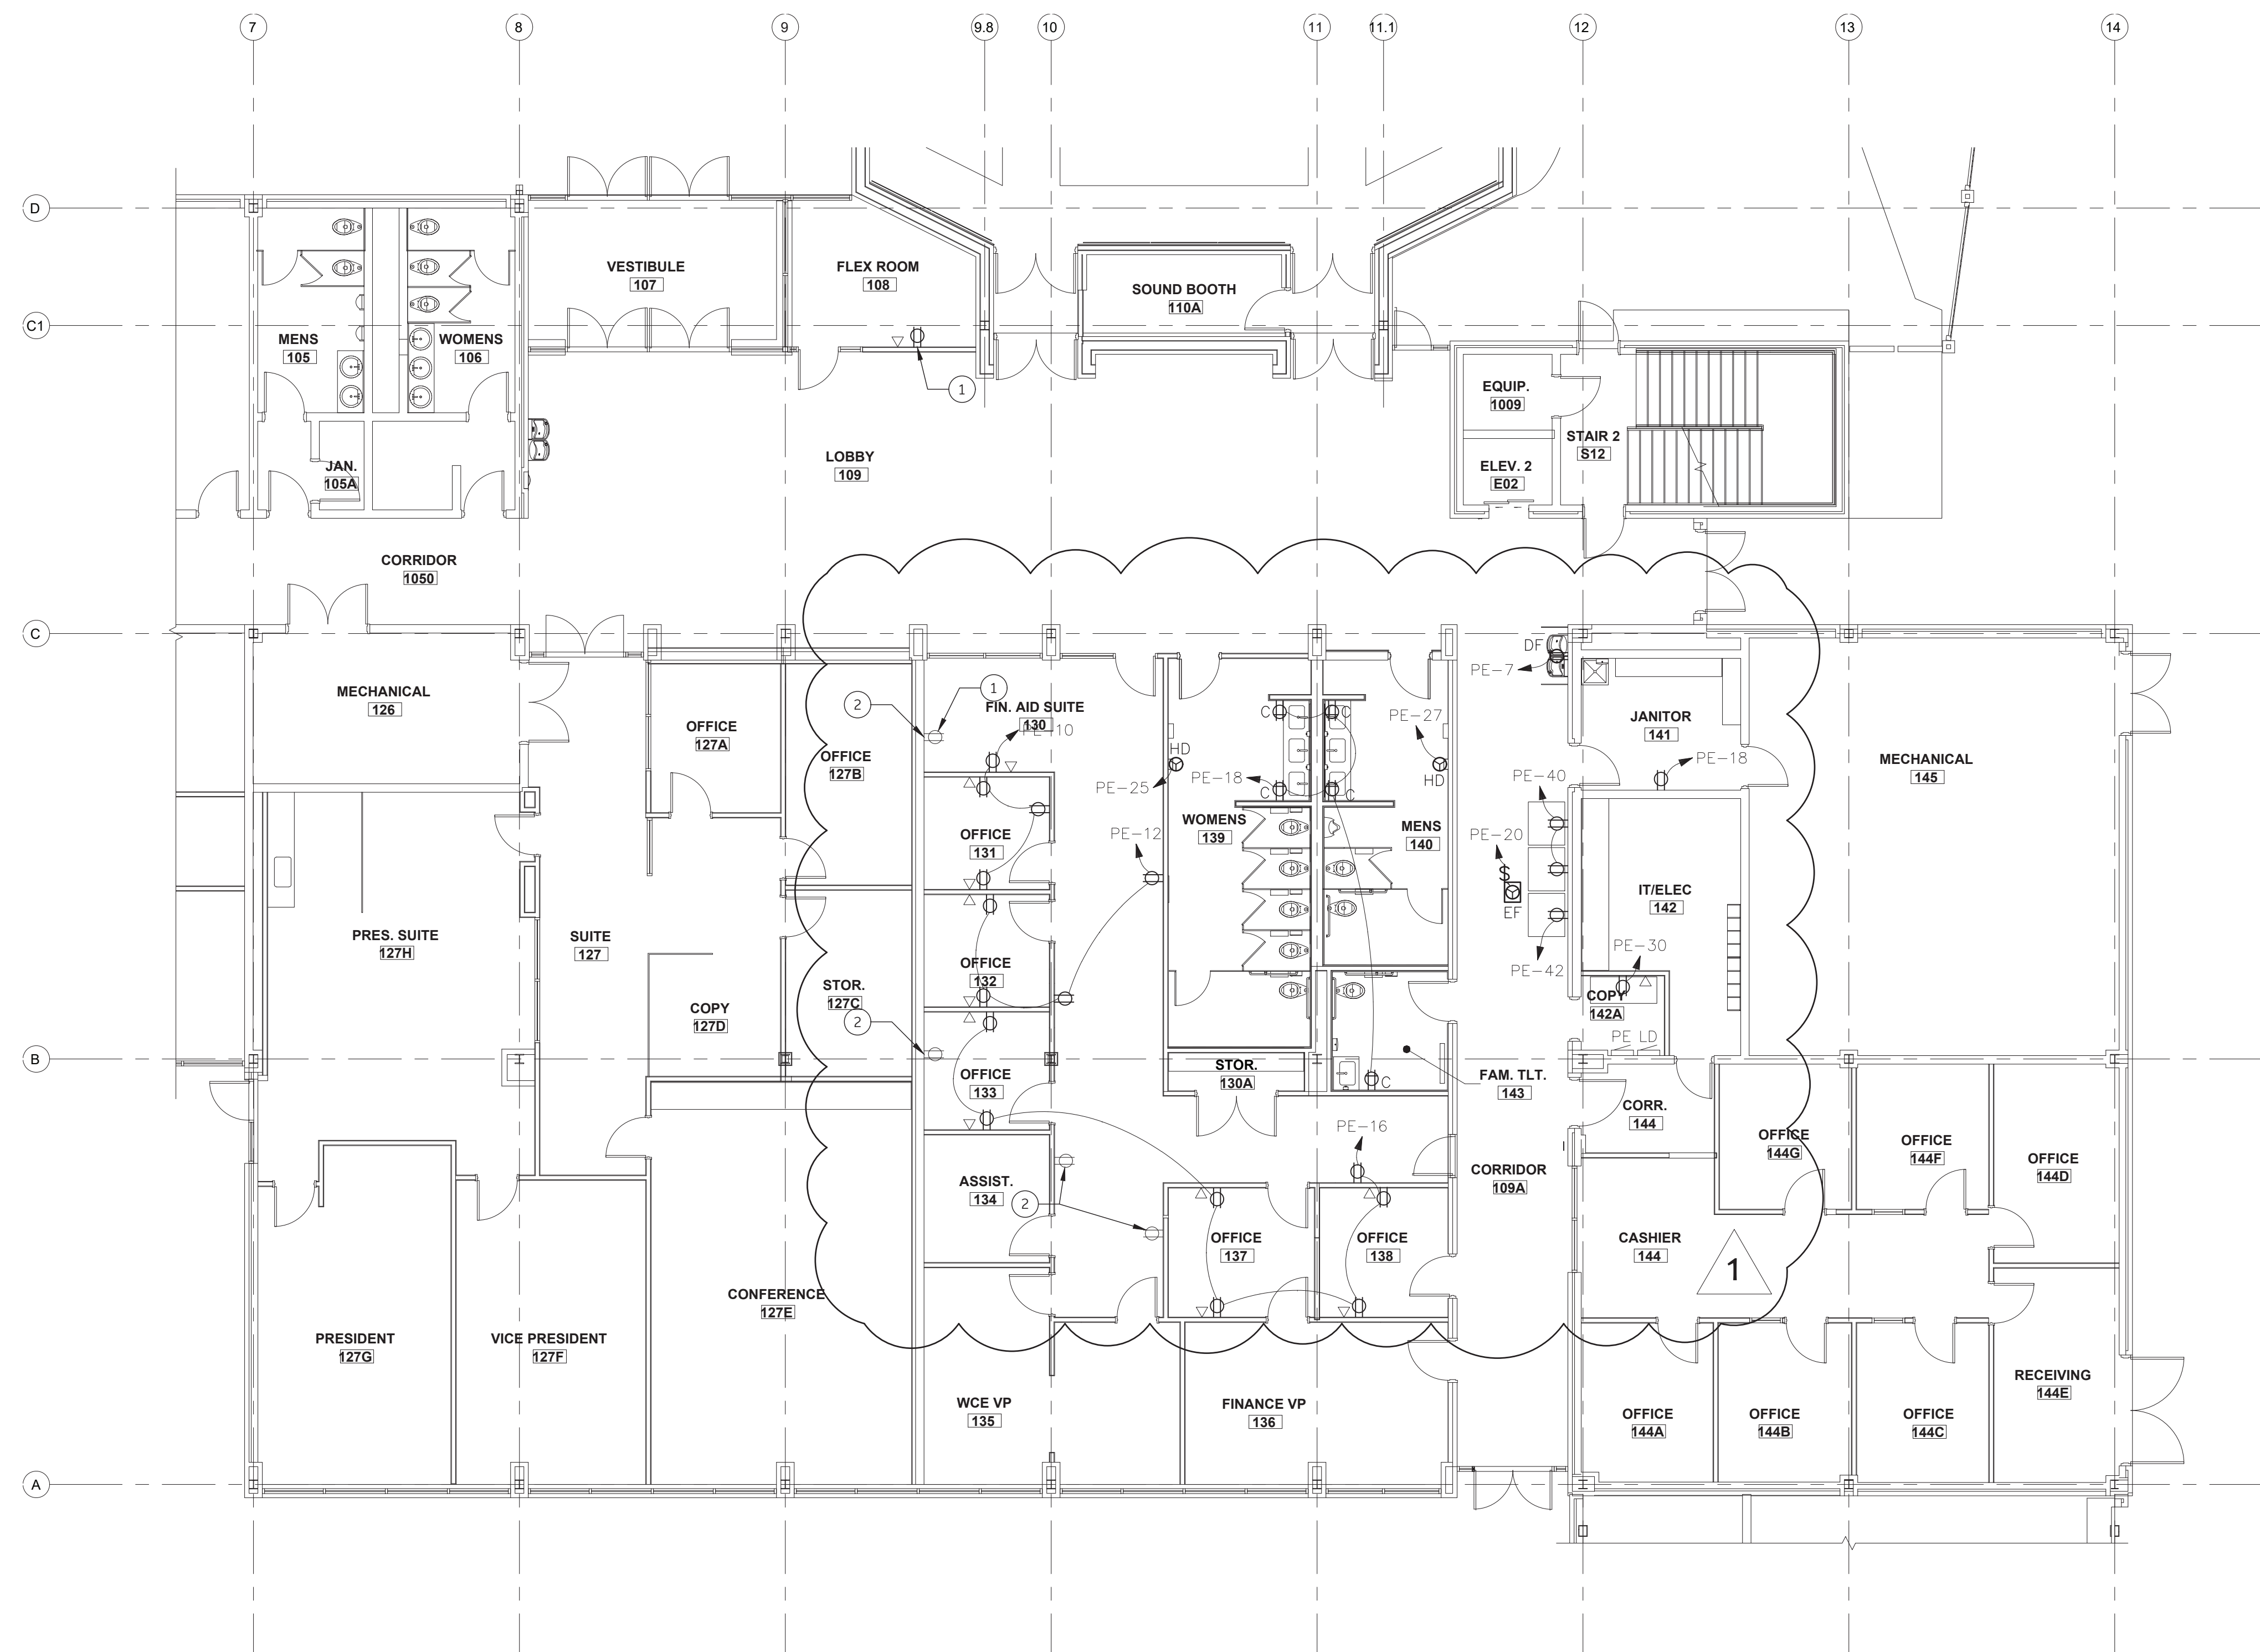 7
8
9
9.8
10
11
11.1
12
13
14
D
C1
C
B
A
VESTIBULE
107
FLEX ROOM
108
SOUND BOOTH
110A
MENS
105
WOMENS
106
1
EQUIP.
1009
STAIR 2
S12
LOBBY
109
JAN.
105A
ELEV. 2
E02
CORRIDOR
1050
DF
PE-7
MECHANICAL
126
OFFICE
127A
OFFICE
127B
2
1
FIN. AID SUITE
130
PE-10
C
C
C
C
PE-27
HD
HD
PE-25
PE-18
JANITOR
141
PE-18
MECHANICAL
145
PE-40
OFFICE
131
PE-12
WOMENS
139
MENS
140
PE-20
S
EF
IT/ELEC
142
PRES. SUITE
127H
SUITE
127
OFFICE
132
PE-42
PE-30
STOR.
127C
COPY
127D
2
COPY
142A
PE LD
OFFICE
133
STOR.
130A
C
FAM. TLT.
143
CORR.
144
PE-16
OFFICE
144G
OFFICE
144F
OFFICE
144D
ASSIST.
134
2
CORRIDOR
109A
OFFICE
137
OFFICE
138
CASHIER
144
1
CONFERENCE
127E
PRESIDENT
127G
VICE PRESIDENT
127F
RECEIVING
144E
WCE VP
135
FINANCE VP
136
OFFICE
144A
OFFICE
144B
OFFICE
144C